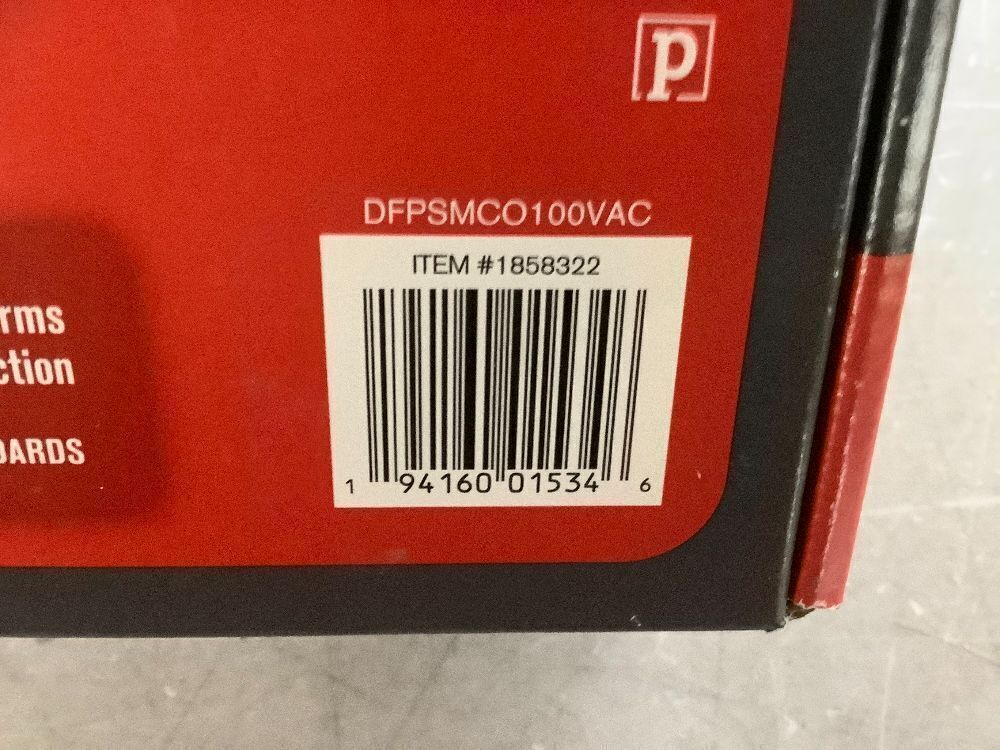 p
DFPSMCO100VAC
ITEM #1858322
1 94160 01534 6
rms
ction
DARDS